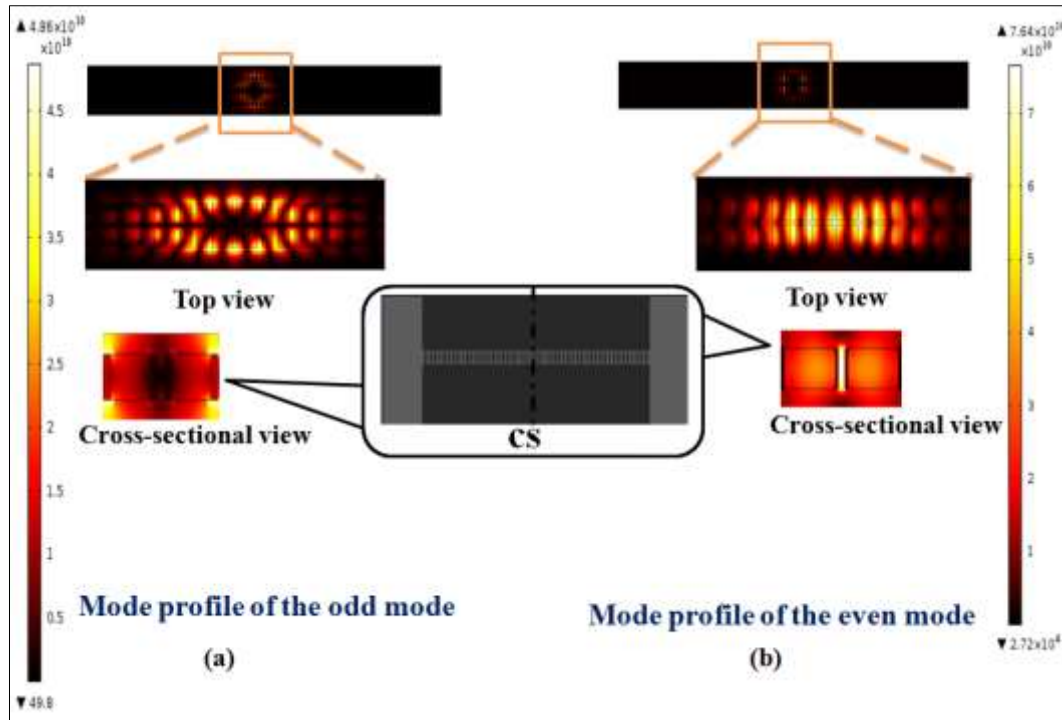 ▲ 4.86x10¹⁰
x10¹⁰
4.5
4
3.5
3
2.5
2
1.5
1
0.5
▼ 49.8
Top view
Cross-sectional view
Mode profile of the odd mode
(a)
CS
▲ 7.64x10¹⁰
x10¹⁰
7
6
5
4
3
2
1
▼ 2.72x10⁴
Top view
Cross-sectional view
Mode profile of the even mode
(b)